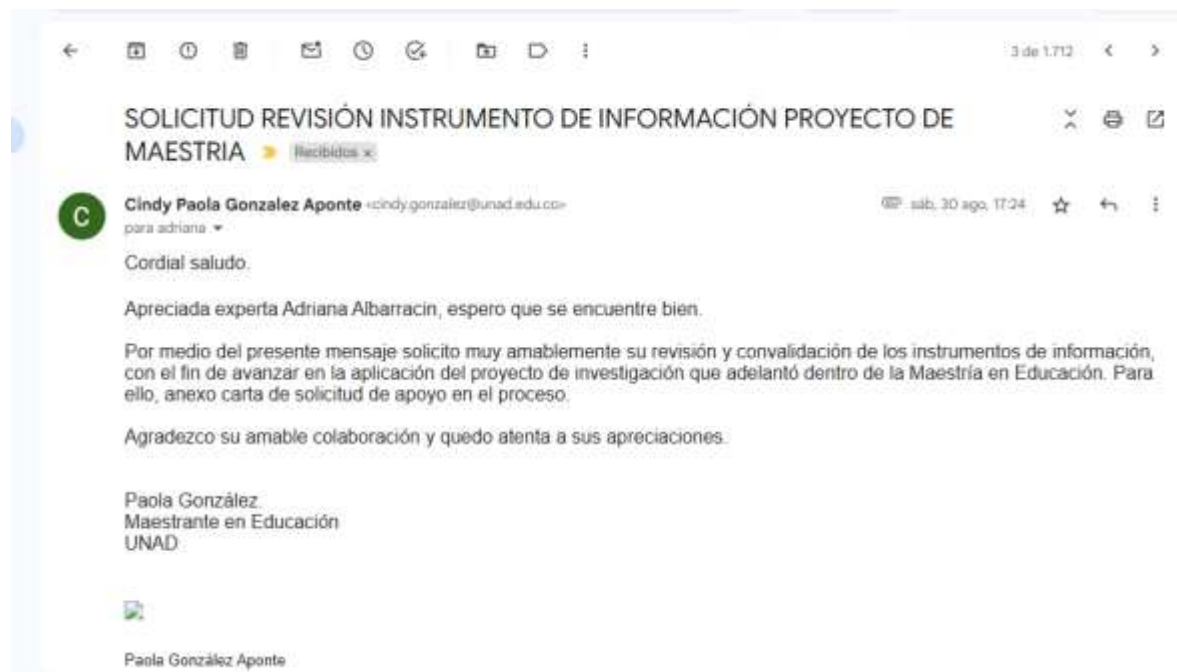 3 de 1.712
SOLICITUD REVISIÓN INSTRUMENTO DE INFORMACIÓN PROYECTO DE
MAESTRIA Recibidos x
Cindy Paola Gonzalez Aponte <cindy.gonzalez@unad.edu.co> sáb, 30 ago, 17:24
para adriana
C
Cordial saludo.
Apreciada experta Adriana Albarracin, espero que se encuentre bien.
Por medio del presente mensaje solicito muy amablemente su revisión y convalidación de los instrumentos de información,
con el fin de avanzar en la aplicación del proyecto de investigación que adelantó dentro de la Maestría en Educación. Para
ello, anexo carta de solicitud de apoyo en el proceso.
Agradezco su amable colaboración y quedo atenta a sus apreciaciones.
Paola González.
Maestrante en Educación
UNAD
Paola González Aponte